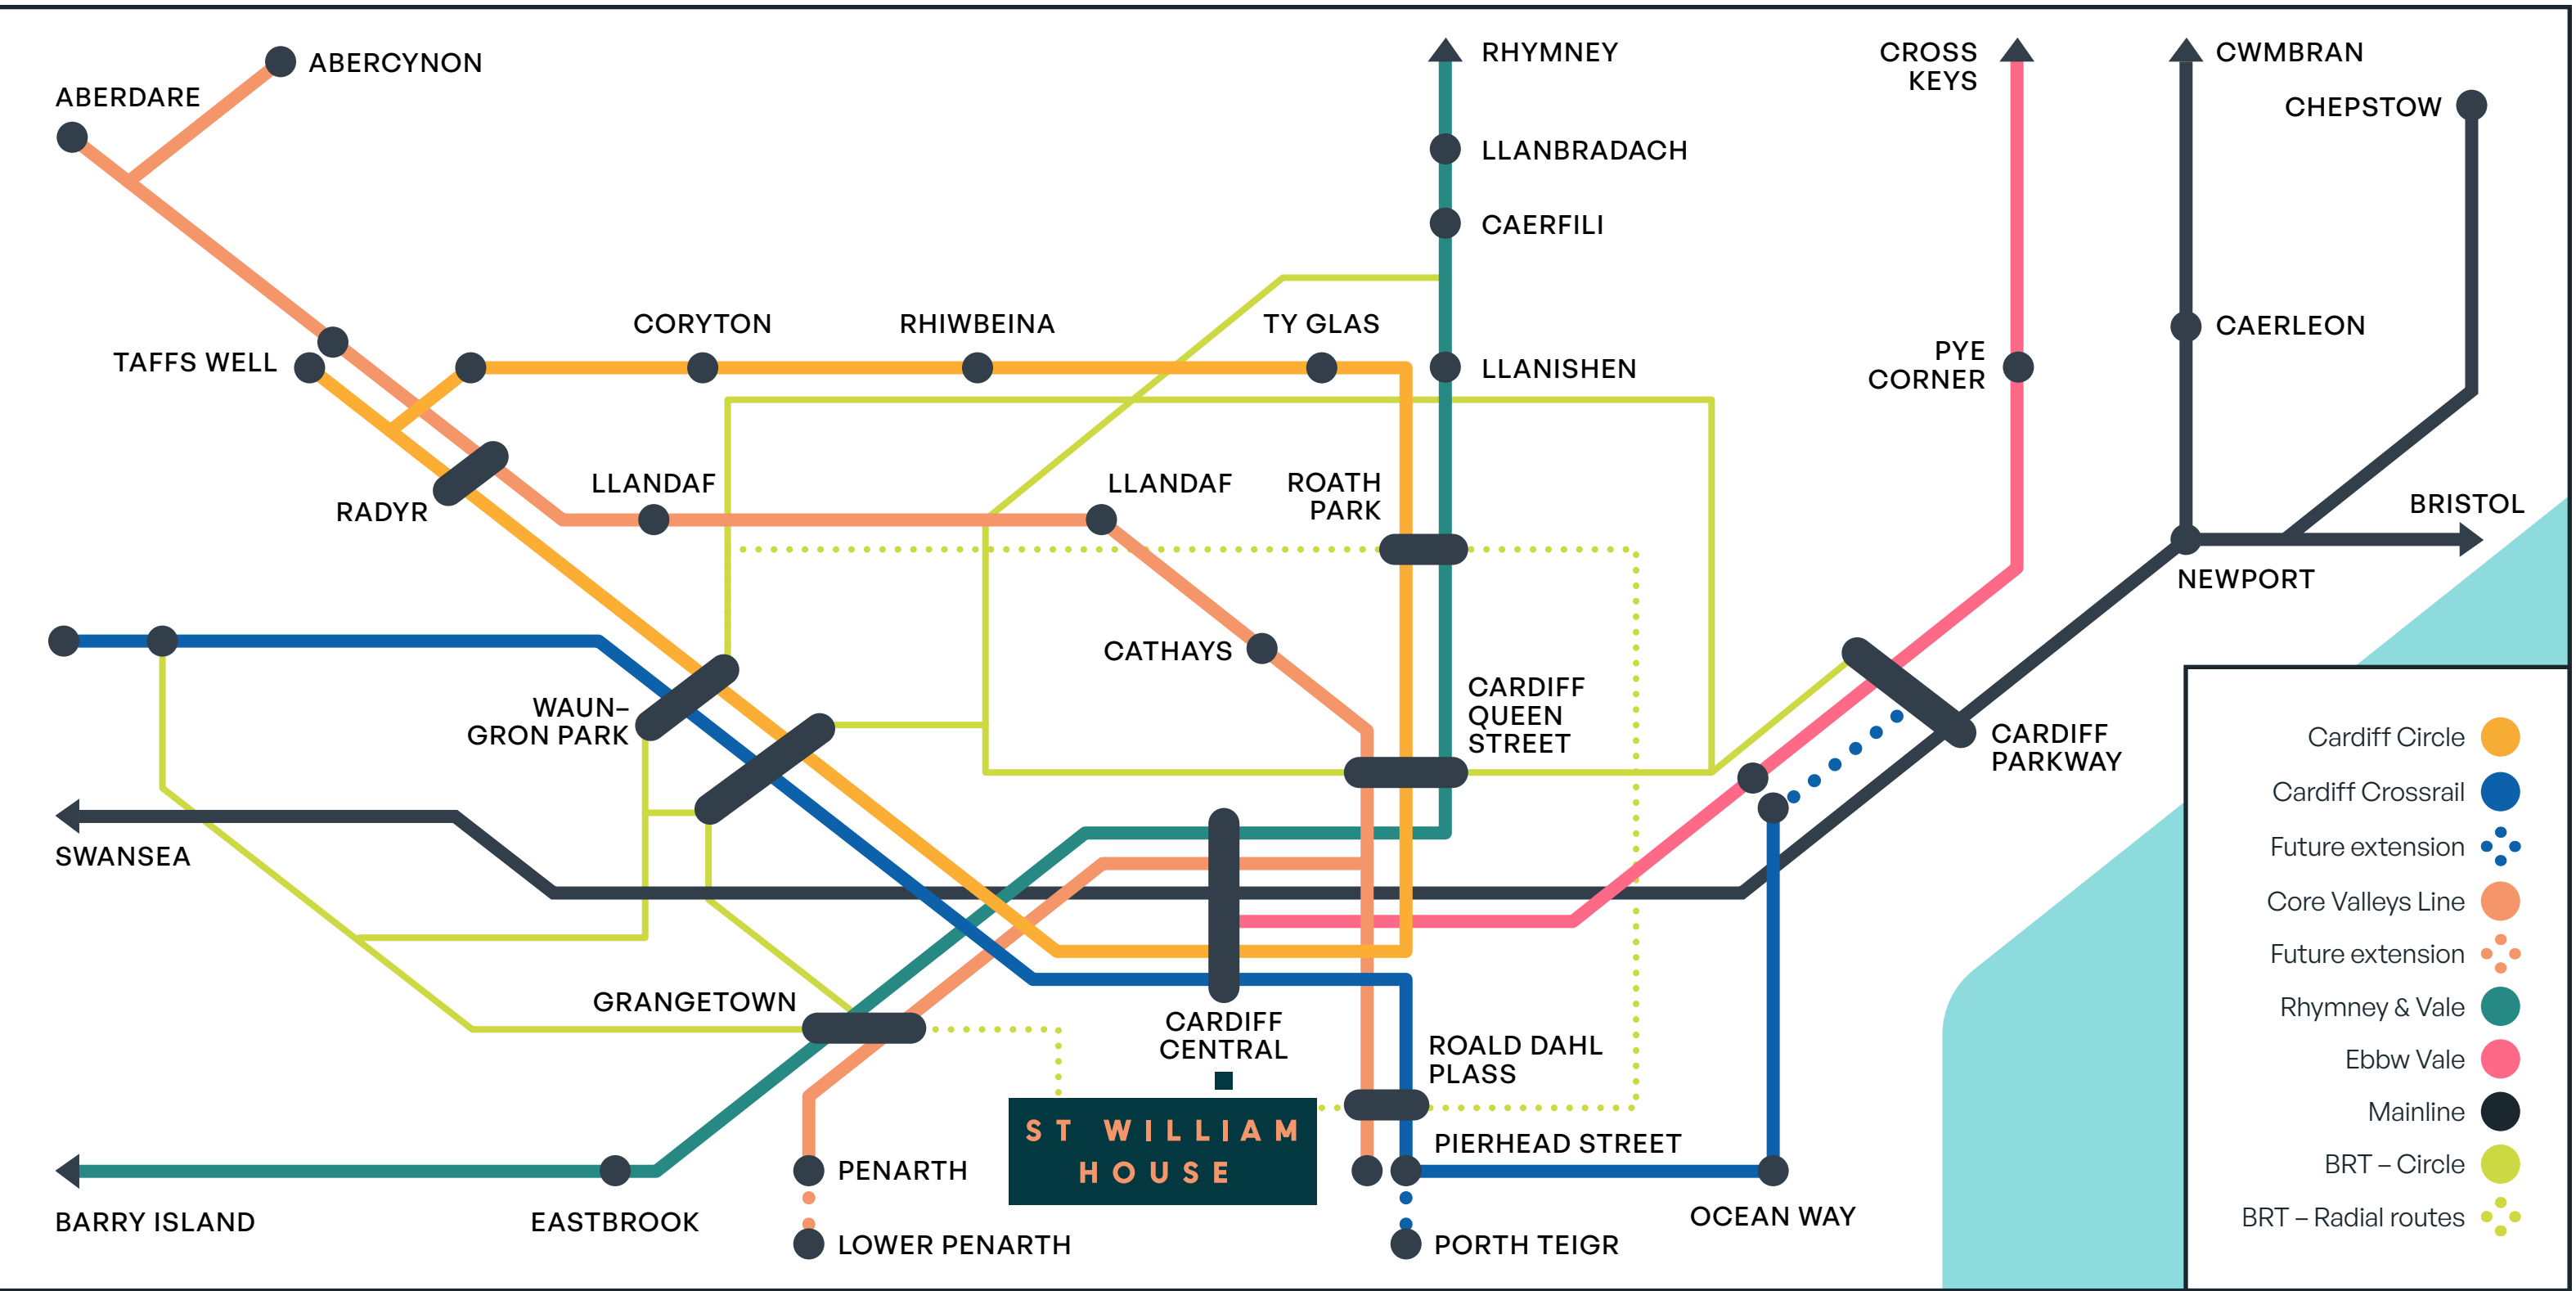 ABERCYNON
ABERDARE
RHYMNEY
CROSS
KEYS
CWMBRAN
CHEPSTOW
LLANBRADACH
CAERFILI
CORYTON
RHIWBEINA
TY GLAS
TAFFS WELL
LLANISHEN
PYE
CORNER
CAERLEON
RADYR
LLANDAF
LLANDAF
ROATH
PARK
BRISTOL
NEWPORT
CATHAYS
WAUN–
GRON PARK
CARDIFF
QUEEN
STREET
CARDIFF
PARKWAY
SWANSEA
GRANGETOWN
CARDIFF
CENTRAL
ROALD DAHL
PLASS
ST WILLIAM
HOUSE
PIERHEAD STREET
PENARTH
BARRY ISLAND
EASTBROOK
OCEAN WAY
LOWER PENARTH
PORTH TEIGR
Cardiff Circle
Cardiff Crossrail
Future extension
Core Valleys Line
Future extension
Rhymney & Vale
Ebbw Vale
Mainline
BRT – Circle
BRT – Radial routes